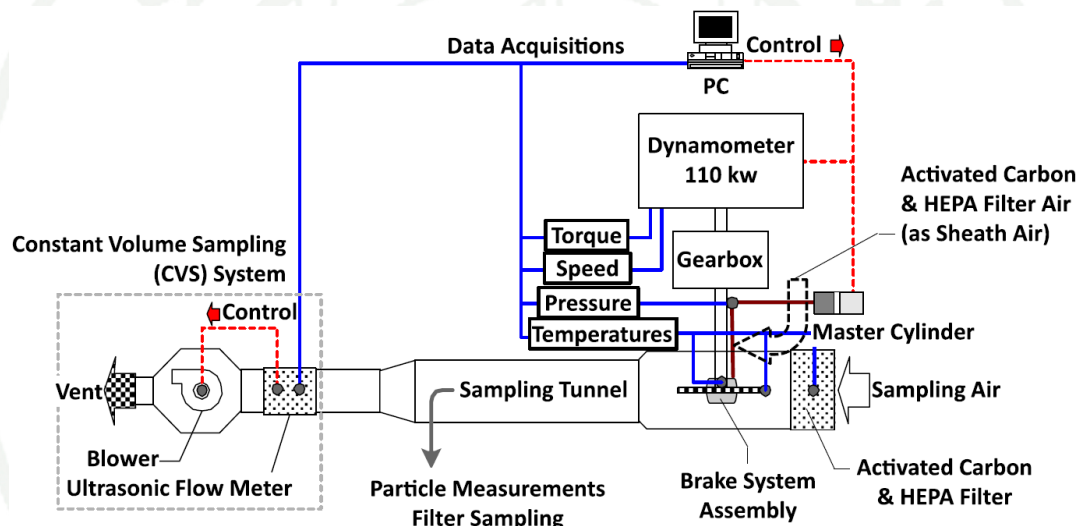 Data Acquisitions
Control
PC
Dynamometer
110 kw
Activated Carbon
& HEPA Filter Air
(as Sheath Air)
Constant Volume Sampling
(CVS) System
Torque
Speed
Gearbox
Pressure
Temperatures
Control
Master Cylinder
Vent
Sampling Tunnel
Sampling Air
Blower
Ultrasonic Flow Meter
Particle Measurements
Filter Sampling
Brake System
Assembly
Activated Carbon
& HEPA Filter